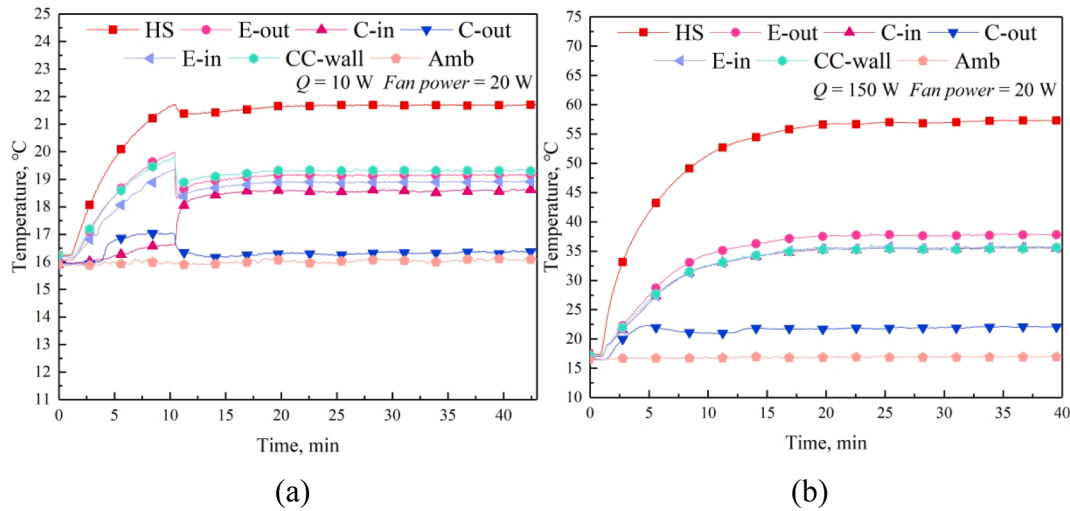 HS E-out C-in C-out
E-in CC-wall Amb
Q = 10 W Fan power = 20 W
25
24
23
22
21
20
19
18
17
16
15
14
13
12
11
Temperature, °C
0 5 10 15 20 25 30 35 40
Time, min
(a)
HS E-out C-in C-out
E-in CC-wall Amb
Q = 150 W Fan power = 20 W
75
70
65
60
55
50
45
40
35
30
25
20
15
10
Temperature, °C
0 5 10 15 20 25 30 35 40
Time, min
(b)